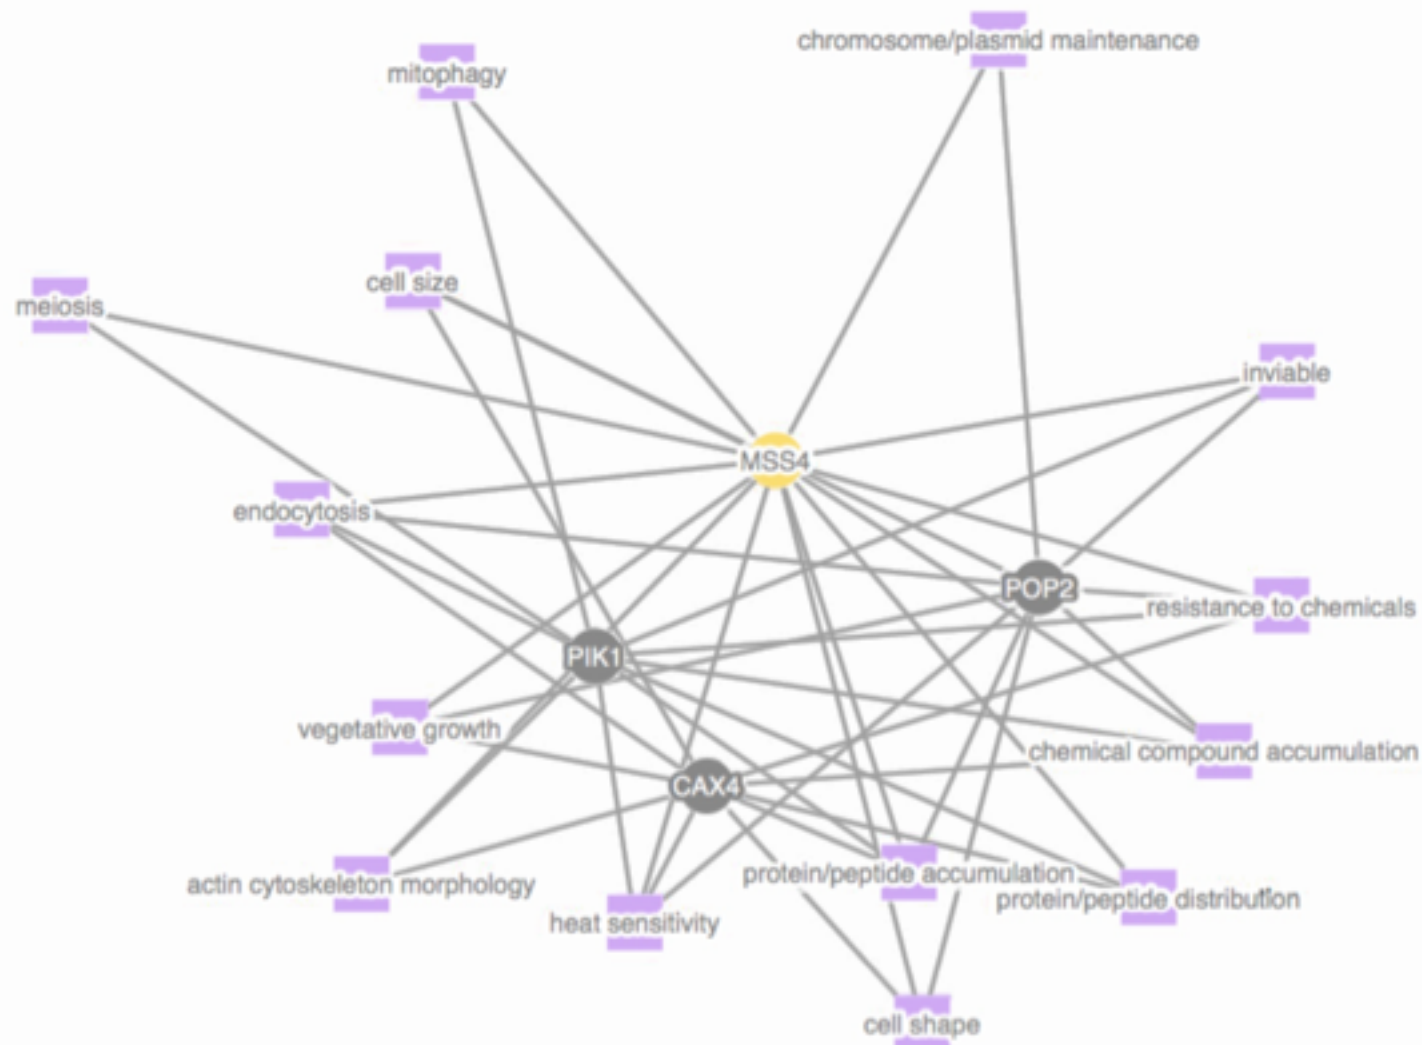 chromosome/plasmid maintenance
mitophagy
cell size
meiosis
inviable
MSS4
endocytosis
POP2
resistance to chemicals
PIK1
vegetative growth
chemical compound accumulation
CAX4
protein/peptide accumulation
actin cytoskeleton morphology
protein/peptide distribution
heat sensitivity
cell shape